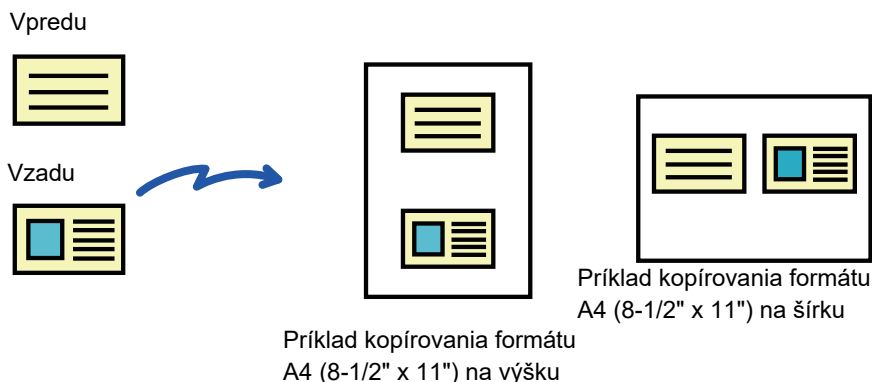 Vpredu
Vzadu
Príklad kopírovania formátu
A4 (8-1/2" x 11") na výšku
Príklad kopírovania formátu
A4 (8-1/2" x 11") na šírku